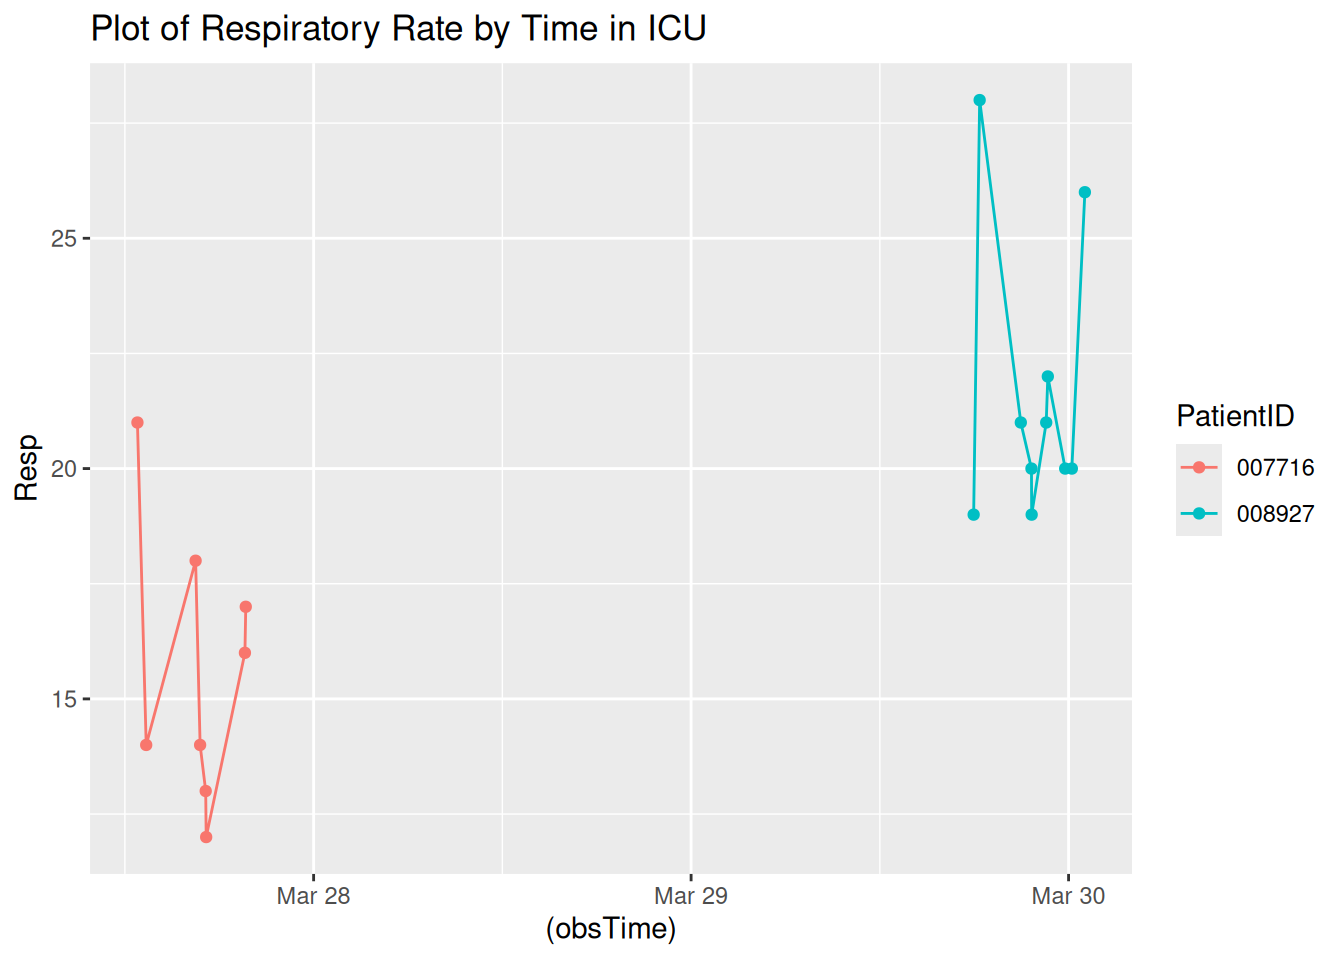 Plot of Respiratory Rate by Time in ICU
25
20
15
Resp
Mar 28
Mar 29
Mar 30
(obsTime)
PatientID
007716
008927